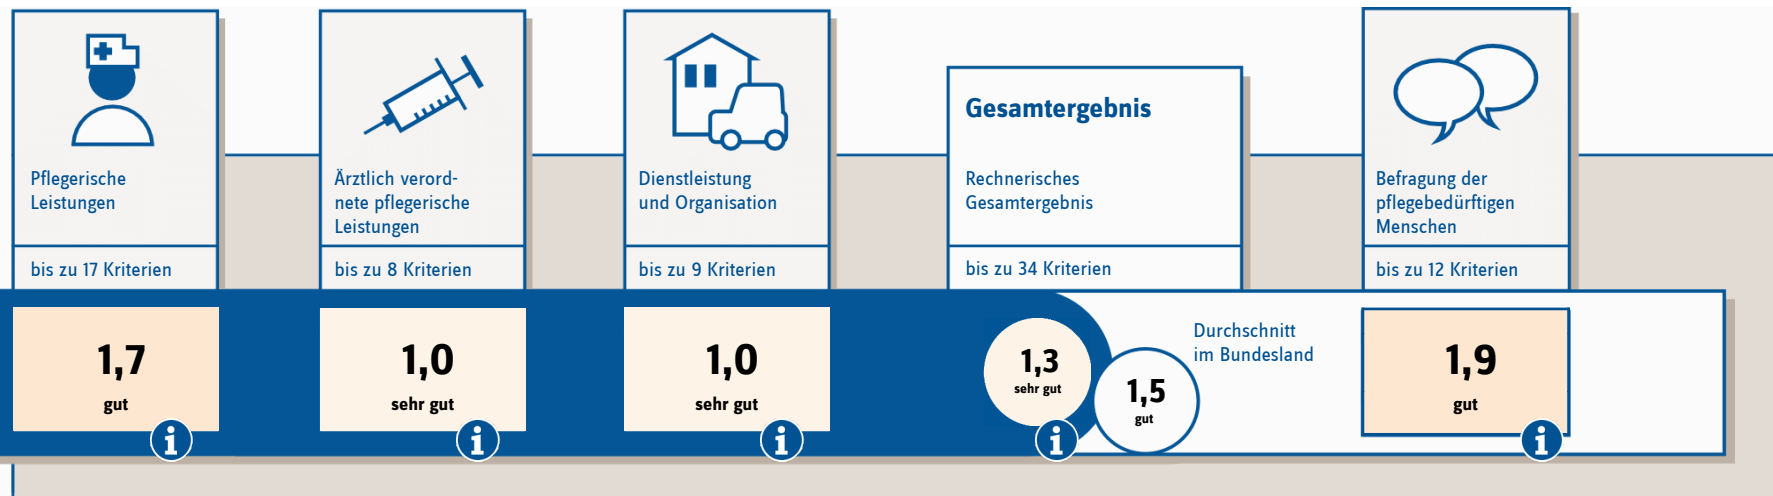 Pflegerische
Leistungen
bis zu 17 Kriterien
1,7
gut
Ärztlich verord-
nete pflegerische
Leistungen
bis zu 8 Kriterien
1,0
sehr gut
Dienstleistung
und Organisation
bis zu 9 Kriterien
1,0
sehr gut
Gesamtergebnis
Rechnerisches
Gesamtergebnis
bis zu 34 Kriterien
1,3
sehr gut
Durchschnitt
im Bundesland
1,5
gut
Befragung der
pflegebedürftigen
Menschen
bis zu 12 Kriterien
1,9
gut